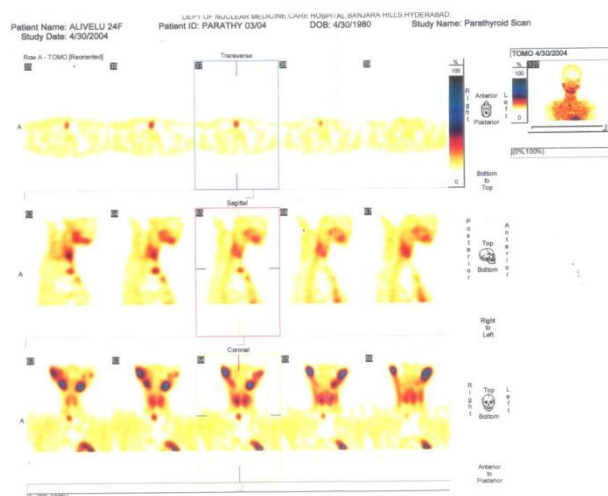 DEPT OF NUCLEAR MEDICINE,CARE HOSPITAL,BANJARA HILLS,HYDERABAD.
Patient Name: ALIVELU 24F Patient ID: PARATHY 03/04 DOB: 4/30/1980 Study Name: Parathyroid Scan
Study Date: 4/30/2004
Row A - TOMO [Reoriented]
Transverse
TOMO 4/30/2004
%
100
0
Right
Anterior
Posterior
Left
%
100
0
A
[0%,100%]
Bottom
to
Top
Sagittal
A
Posterior
Top
Bottom
Anterior
Right
to
Left
Coronal
A
Right
Top
Bottom
Left
Anterior
to
Posterior